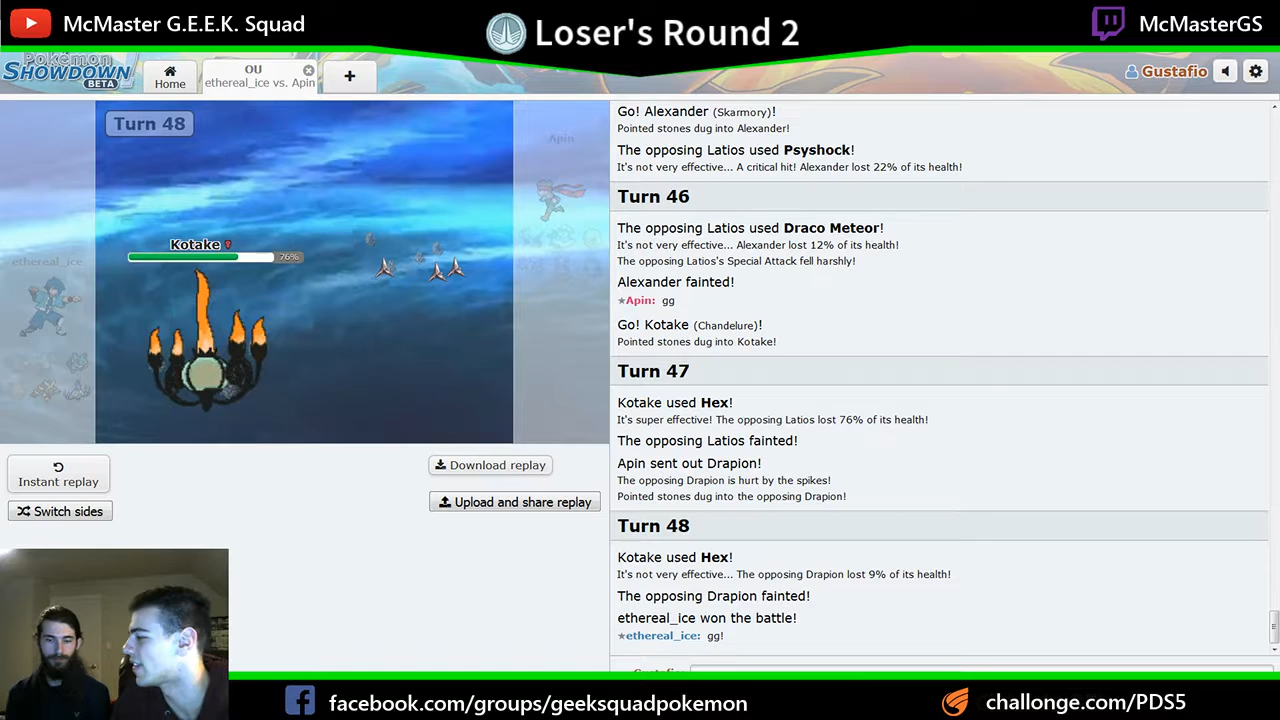 McMaster G.E.E.K. Squad
Loser's Round 2
McMasterGS
Pokémon
SHOWDOWN
BETA
Home
OU
ethereal_ice vs. Apin
+
Gustafio
Turn 48
Apin
Kotake
76%
ethereal_ice
Go! Alexander (Skarmory)!
Pointed stones dug into Alexander!
The opposing Latios used Psyshock!
It's not very effective... A critical hit! Alexander lost 22% of its health!
Turn 46
The opposing Latios used Draco Meteor!
It's not very effective... Alexander lost 12% of its health!
The opposing Latios's Special Attack fell harshly!
Alexander fainted!
★Apin: gg
Go! Kotake (Chandelure)!
Pointed stones dug into Kotake!
Turn 47
Kotake used Hex!
It's super effective! The opposing Latios lost 76% of its health!
The opposing Latios fainted!
Apin sent out Drapion!
The opposing Drapion is hurt by the spikes!
Pointed stones dug into the opposing Drapion!
Turn 48
Kotake used Hex!
It's not very effective... The opposing Drapion lost 9% of its health!
The opposing Drapion fainted!
ethereal_ice won the battle!
★ethereal_ice: gg!
Instant replay
Switch sides
Download replay
Upload and share replay
facebook.com/groups/geeksquadpokemon
challonge.com/PDS5